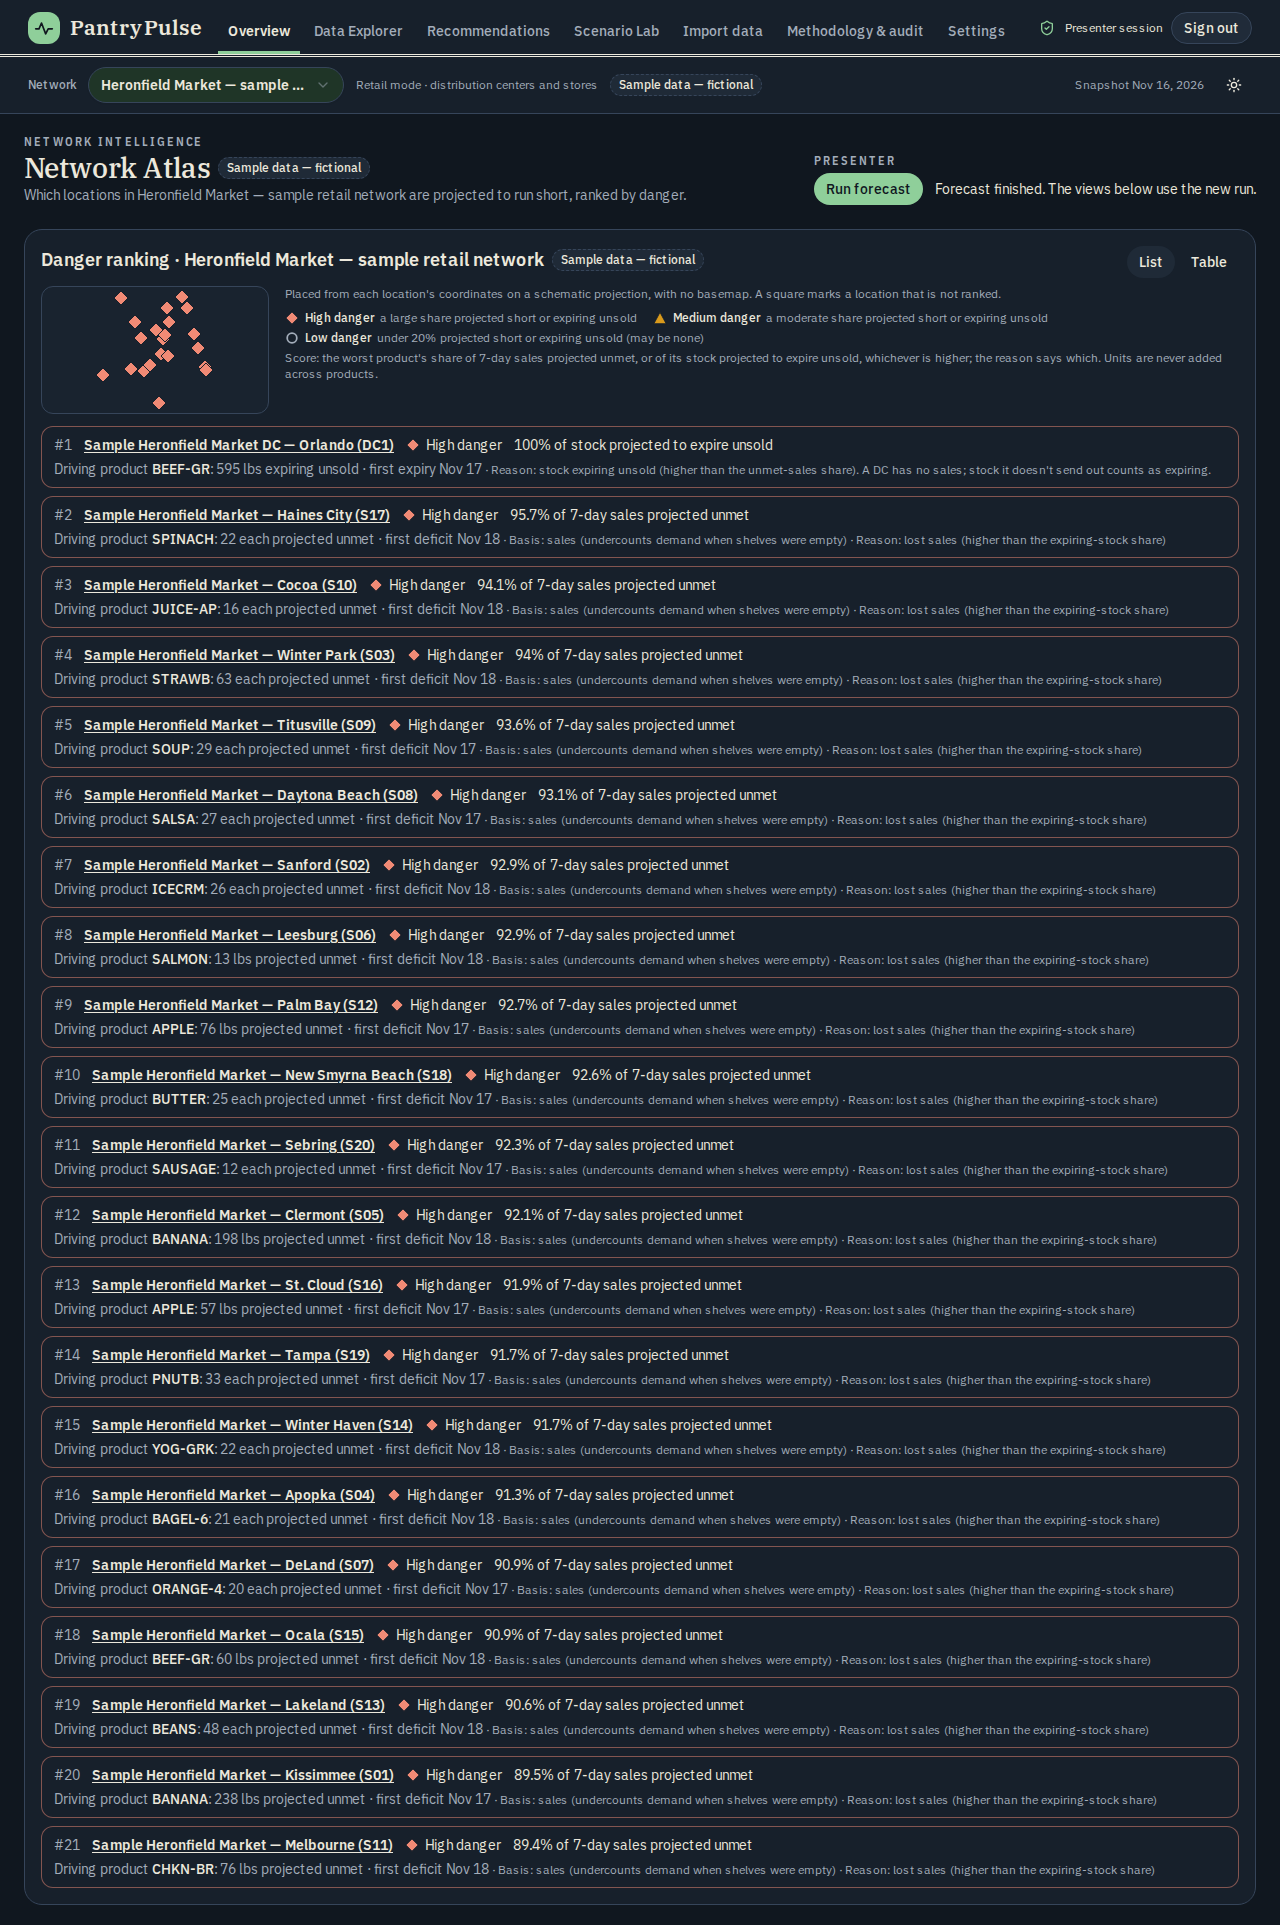 PantryPulse
Overview
Data Explorer
Recommendations
Scenario Lab
Import data
Methodology & audit
Settings
Presenter session
Sign out
Network
Heronfield Market — sample ...
Retail mode · distribution centers and stores
Sample data — fictional
Snapshot Nov 16, 2026
NETWORK INTELLIGENCE
Network Atlas
Sample data — fictional
Which locations in Heronfield Market — sample retail network are projected to run short, ranked by danger.
PRESENTER
Run forecast
Forecast finished. The views below use the new run.
Danger ranking · Heronfield Market — sample retail network
Sample data — fictional
List
Table
Placed from each location's coordinates on a schematic projection, with no basemap. A square marks a location that is not ranked.
High danger a large share projected short or expiring unsold
Medium danger a moderate share projected short or expiring unsold
Low danger under 20% projected short or expiring unsold (may be none)
Score: the worst product's share of 7-day sales projected unmet, or of its stock projected to expire unsold, whichever is higher; the reason says which. Units are never added
across products.
#1 Sample Heronfield Market DC — Orlando (DC1) High danger 100% of stock projected to expire unsold
Driving product BEEF-GR: 595 lbs expiring unsold · first expiry Nov 17 · Reason: stock expiring unsold (higher than the unmet-sales share). A DC has no sales; stock it doesn't send out counts as expiring.
#2 Sample Heronfield Market — Haines City (S17) High danger 95.7% of 7-day sales projected unmet
Driving product SPINACH: 22 each projected unmet · first deficit Nov 18 · Basis: sales (undercounts demand when shelves were empty) · Reason: lost sales (higher than the expiring-stock share)
#3 Sample Heronfield Market — Cocoa (S10) High danger 94.1% of 7-day sales projected unmet
Driving product JUICE-AP: 16 each projected unmet · first deficit Nov 18 · Basis: sales (undercounts demand when shelves were empty) · Reason: lost sales (higher than the expiring-stock share)
#4 Sample Heronfield Market — Winter Park (S03) High danger 94% of 7-day sales projected unmet
Driving product STRAWB: 63 each projected unmet · first deficit Nov 18 · Basis: sales (undercounts demand when shelves were empty) · Reason: lost sales (higher than the expiring-stock share)
#5 Sample Heronfield Market — Titusville (S09) High danger 93.6% of 7-day sales projected unmet
Driving product SOUP: 29 each projected unmet · first deficit Nov 17 · Basis: sales (undercounts demand when shelves were empty) · Reason: lost sales (higher than the expiring-stock share)
#6 Sample Heronfield Market — Daytona Beach (S08) High danger 93.1% of 7-day sales projected unmet
Driving product SALSA: 27 each projected unmet · first deficit Nov 17 · Basis: sales (undercounts demand when shelves were empty) · Reason: lost sales (higher than the expiring-stock share)
#7 Sample Heronfield Market — Sanford (S02) High danger 92.9% of 7-day sales projected unmet
Driving product ICECRM: 26 each projected unmet · first deficit Nov 18 · Basis: sales (undercounts demand when shelves were empty) · Reason: lost sales (higher than the expiring-stock share)
#8 Sample Heronfield Market — Leesburg (S06) High danger 92.9% of 7-day sales projected unmet
Driving product SALMON: 13 lbs projected unmet · first deficit Nov 18 · Basis: sales (undercounts demand when shelves were empty) · Reason: lost sales (higher than the expiring-stock share)
#9 Sample Heronfield Market — Palm Bay (S12) High danger 92.7% of 7-day sales projected unmet
Driving product APPLE: 76 lbs projected unmet · first deficit Nov 17 · Basis: sales (undercounts demand when shelves were empty) · Reason: lost sales (higher than the expiring-stock share)
#10 Sample Heronfield Market — New Smyrna Beach (S18) High danger 92.6% of 7-day sales projected unmet
Driving product BUTTER: 25 each projected unmet · first deficit Nov 17 · Basis: sales (undercounts demand when shelves were empty) · Reason: lost sales (higher than the expiring-stock share)
#11 Sample Heronfield Market — Sebring (S20) High danger 92.3% of 7-day sales projected unmet
Driving product SAUSAGE: 12 each projected unmet · first deficit Nov 17 · Basis: sales (undercounts demand when shelves were empty) · Reason: lost sales (higher than the expiring-stock share)
#12 Sample Heronfield Market — Clermont (S05) High danger 92.1% of 7-day sales projected unmet
Driving product BANANA: 198 lbs projected unmet · first deficit Nov 18 · Basis: sales (undercounts demand when shelves were empty) · Reason: lost sales (higher than the expiring-stock share)
#13 Sample Heronfield Market — St. Cloud (S16) High danger 91.9% of 7-day sales projected unmet
Driving product APPLE: 57 lbs projected unmet · first deficit Nov 17 · Basis: sales (undercounts demand when shelves were empty) · Reason: lost sales (higher than the expiring-stock share)
#14 Sample Heronfield Market — Tampa (S19) High danger 91.7% of 7-day sales projected unmet
Driving product PNUTB: 33 each projected unmet · first deficit Nov 17 · Basis: sales (undercounts demand when shelves were empty) · Reason: lost sales (higher than the expiring-stock share)
#15 Sample Heronfield Market — Winter Haven (S14) High danger 91.7% of 7-day sales projected unmet
Driving product YOG-GRK: 22 each projected unmet · first deficit Nov 18 · Basis: sales (undercounts demand when shelves were empty) · Reason: lost sales (higher than the expiring-stock share)
#16 Sample Heronfield Market — Apopka (S04) High danger 91.3% of 7-day sales projected unmet
Driving product BAGEL-6: 21 each projected unmet · first deficit Nov 18 · Basis: sales (undercounts demand when shelves were empty) · Reason: lost sales (higher than the expiring-stock share)
#17 Sample Heronfield Market — DeLand (S07) High danger 90.9% of 7-day sales projected unmet
Driving product ORANGE-4: 20 each projected unmet · first deficit Nov 17 · Basis: sales (undercounts demand when shelves were empty) · Reason: lost sales (higher than the expiring-stock share)
#18 Sample Heronfield Market — Ocala (S15) High danger 90.9% of 7-day sales projected unmet
Driving product BEEF-GR: 60 lbs projected unmet · first deficit Nov 18 · Basis: sales (undercounts demand when shelves were empty) · Reason: lost sales (higher than the expiring-stock share)
#19 Sample Heronfield Market — Lakeland (S13) High danger 90.6% of 7-day sales projected unmet
Driving product BEANS: 48 each projected unmet · first deficit Nov 18 · Basis: sales (undercounts demand when shelves were empty) · Reason: lost sales (higher than the expiring-stock share)
#20 Sample Heronfield Market — Kissimmee (S01) High danger 89.5% of 7-day sales projected unmet
Driving product BANANA: 238 lbs projected unmet · first deficit Nov 17 · Basis: sales (undercounts demand when shelves were empty) · Reason: lost sales (higher than the expiring-stock share)
#21 Sample Heronfield Market — Melbourne (S11) High danger 89.4% of 7-day sales projected unmet
Driving product CHKN-BR: 76 lbs projected unmet · first deficit Nov 18 · Basis: sales (undercounts demand when shelves were empty) · Reason: lost sales (higher than the expiring-stock share)